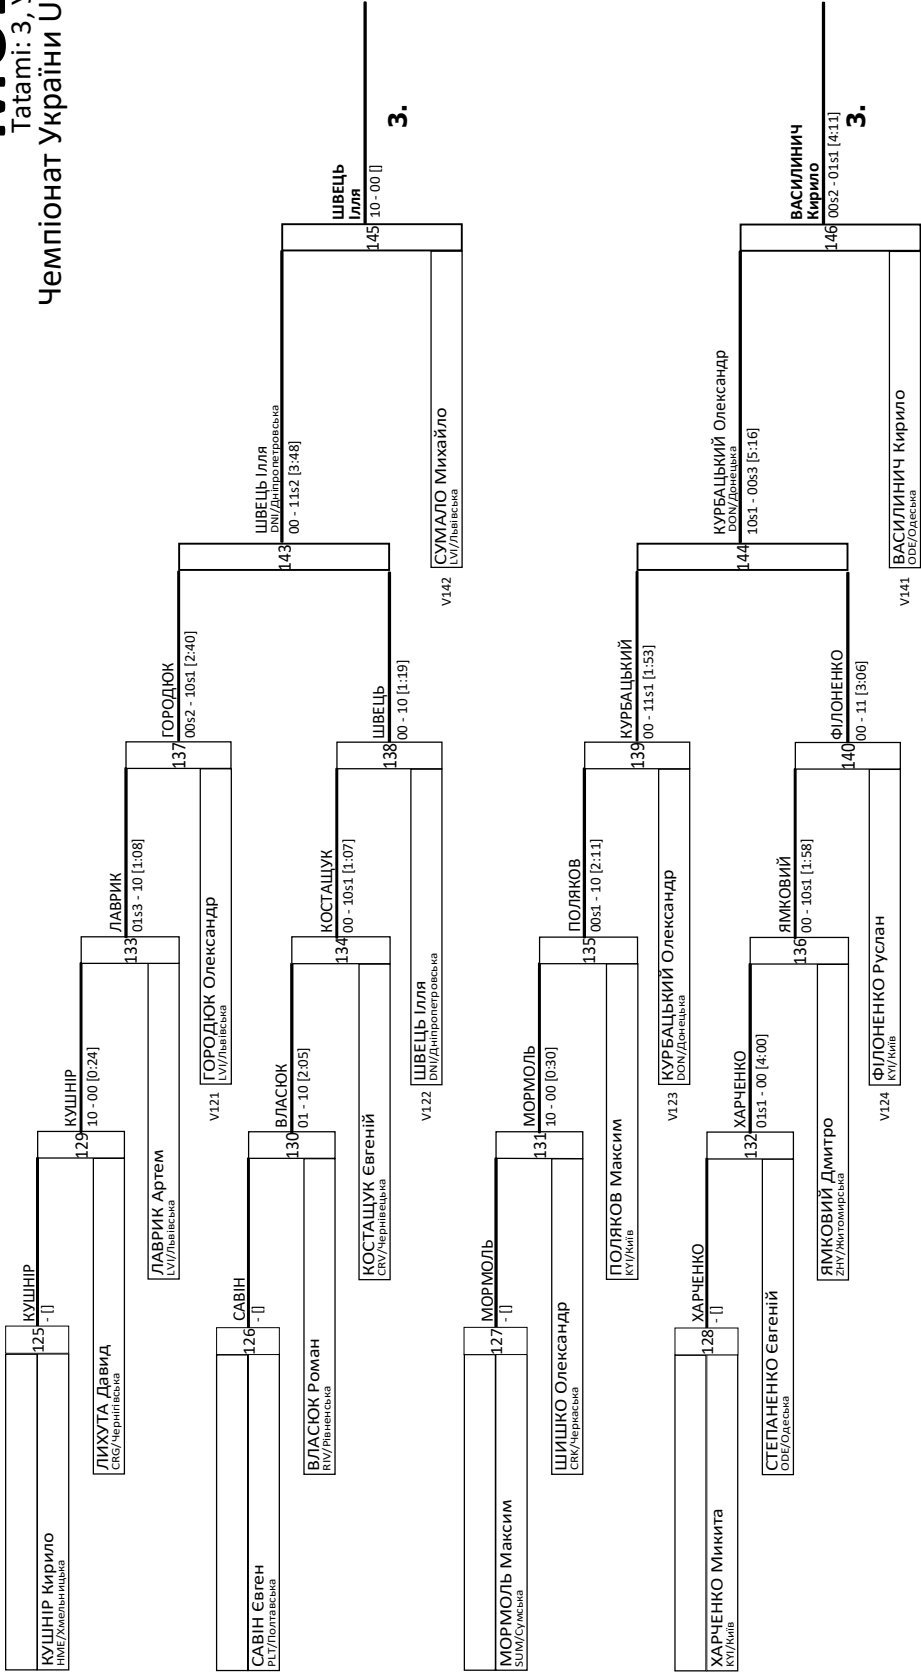 Tatami: 3,
Чемпіонат України U
125
КУШНІР
- []
КУШНІР Кирило
HME/Хмельницька
129
КУШНІР
10 - 00 [0:24]
ЛИХУТА Давид
CRG/Чернігівська
133
ЛАВРИК
01s3 - 10 [1:08]
ЛАВРИК Артем
LVI/Львівська
137
ГОРОДЮК
00s2 - 10s1 [2:40]
ГОРОДЮК Олександр
LVI/Львівська
V121
126
САВІН
- []
САВІН Євген
PLT/Полтавська
130
ВЛАСЮК
01 - 10 [2:05]
ВЛАСЮК Роман
RIV/Рівненська
134
КОСТАЩУК
00 - 10s1 [1:07]
КОСТАЩУК Євгеній
CRV/Чернівецька
138
ШВЕЦЬ
00 - 10 [1:19]
ШВЕЦЬ Ілля
DNI/Дніпропетровська
V122
143
ШВЕЦЬ Ілля
DNI/Дніпропетровська
00 - 11s2 [3:48]
145
ШВЕЦЬ
Ілля
10 - 00 []
3.
СУМАЛО Михайло
LVI/Львівська
V142
127
МОРМОЛЬ
- []
МОРМОЛЬ Максим
SUM/Сумська
131
МОРМОЛЬ
10 - 00 [0:30]
ШИШКО Олександр
CRK/Черкаська
135
ПОЛЯКОВ
00s1 - 10 [2:11]
ПОЛЯКОВ Максим
KYI/Київ
139
КУРБАЦЬКИЙ
00 - 11s1 [1:53]
КУРБАЦЬКИЙ Олександр
DON/Донецька
V123
128
ХАРЧЕНКО
- []
ХАРЧЕНКО Микита
KYI/Київ
132
ХАРЧЕНКО
01s1 - 00 [4:00]
СТЕПАНЕНКО Євгеній
ODE/Одеська
136
ЯМКОВИЙ
00 - 10s1 [1:58]
ЯМКОВИЙ Дмитро
ZHY/Житомирська
140
ФІЛОНЕНКО
00 - 11 [3:06]
ФІЛОНЕНКО Руслан
KYI/Київ
V124
144
КУРБАЦЬКИЙ Олександр
DON/Донецька
10s1 - 00s3 [5:16]
146
ВАСИЛИНИЧ
Кирило
00s2 - 01s1 [4:11]
3.
ВАСИЛИНИЧ Кирило
ODE/Одеська
V141